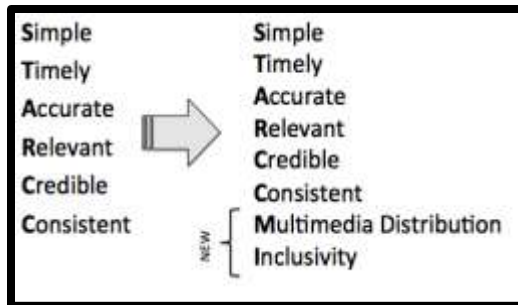 Simple
Timely
Accurate
Relevant
Credible
Consistent
Simple
Timely
Accurate
Relevant
Credible
Consistent
NEW
Multimedia Distribution
Inclusivity